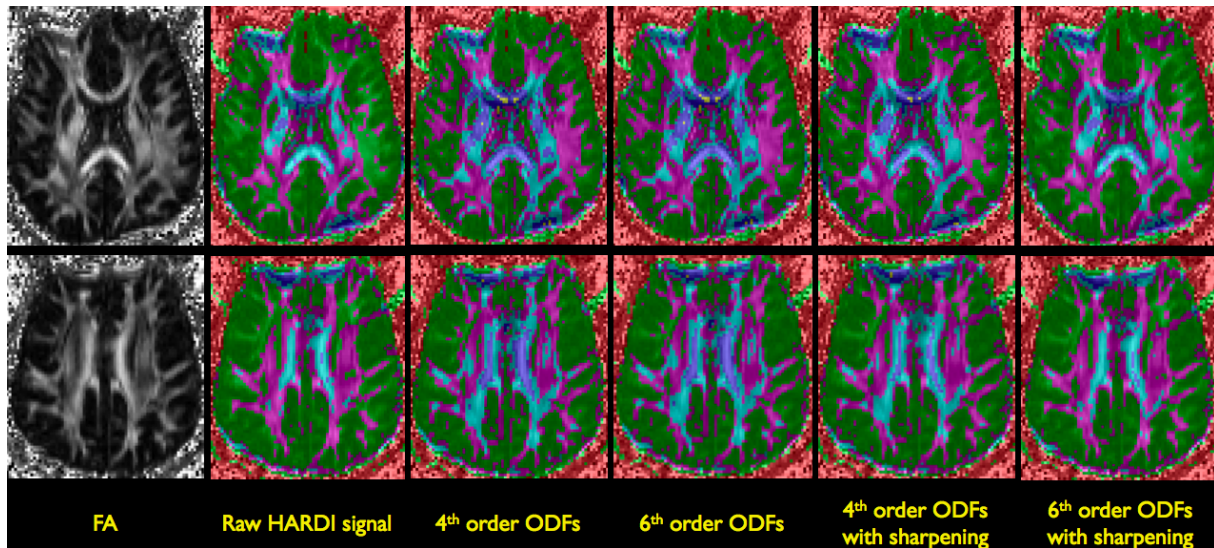 FA
Raw HARDI signal
4th order ODFs
6th order ODFs
4th order ODFs
with sharpening
6th order ODFs
with sharpening